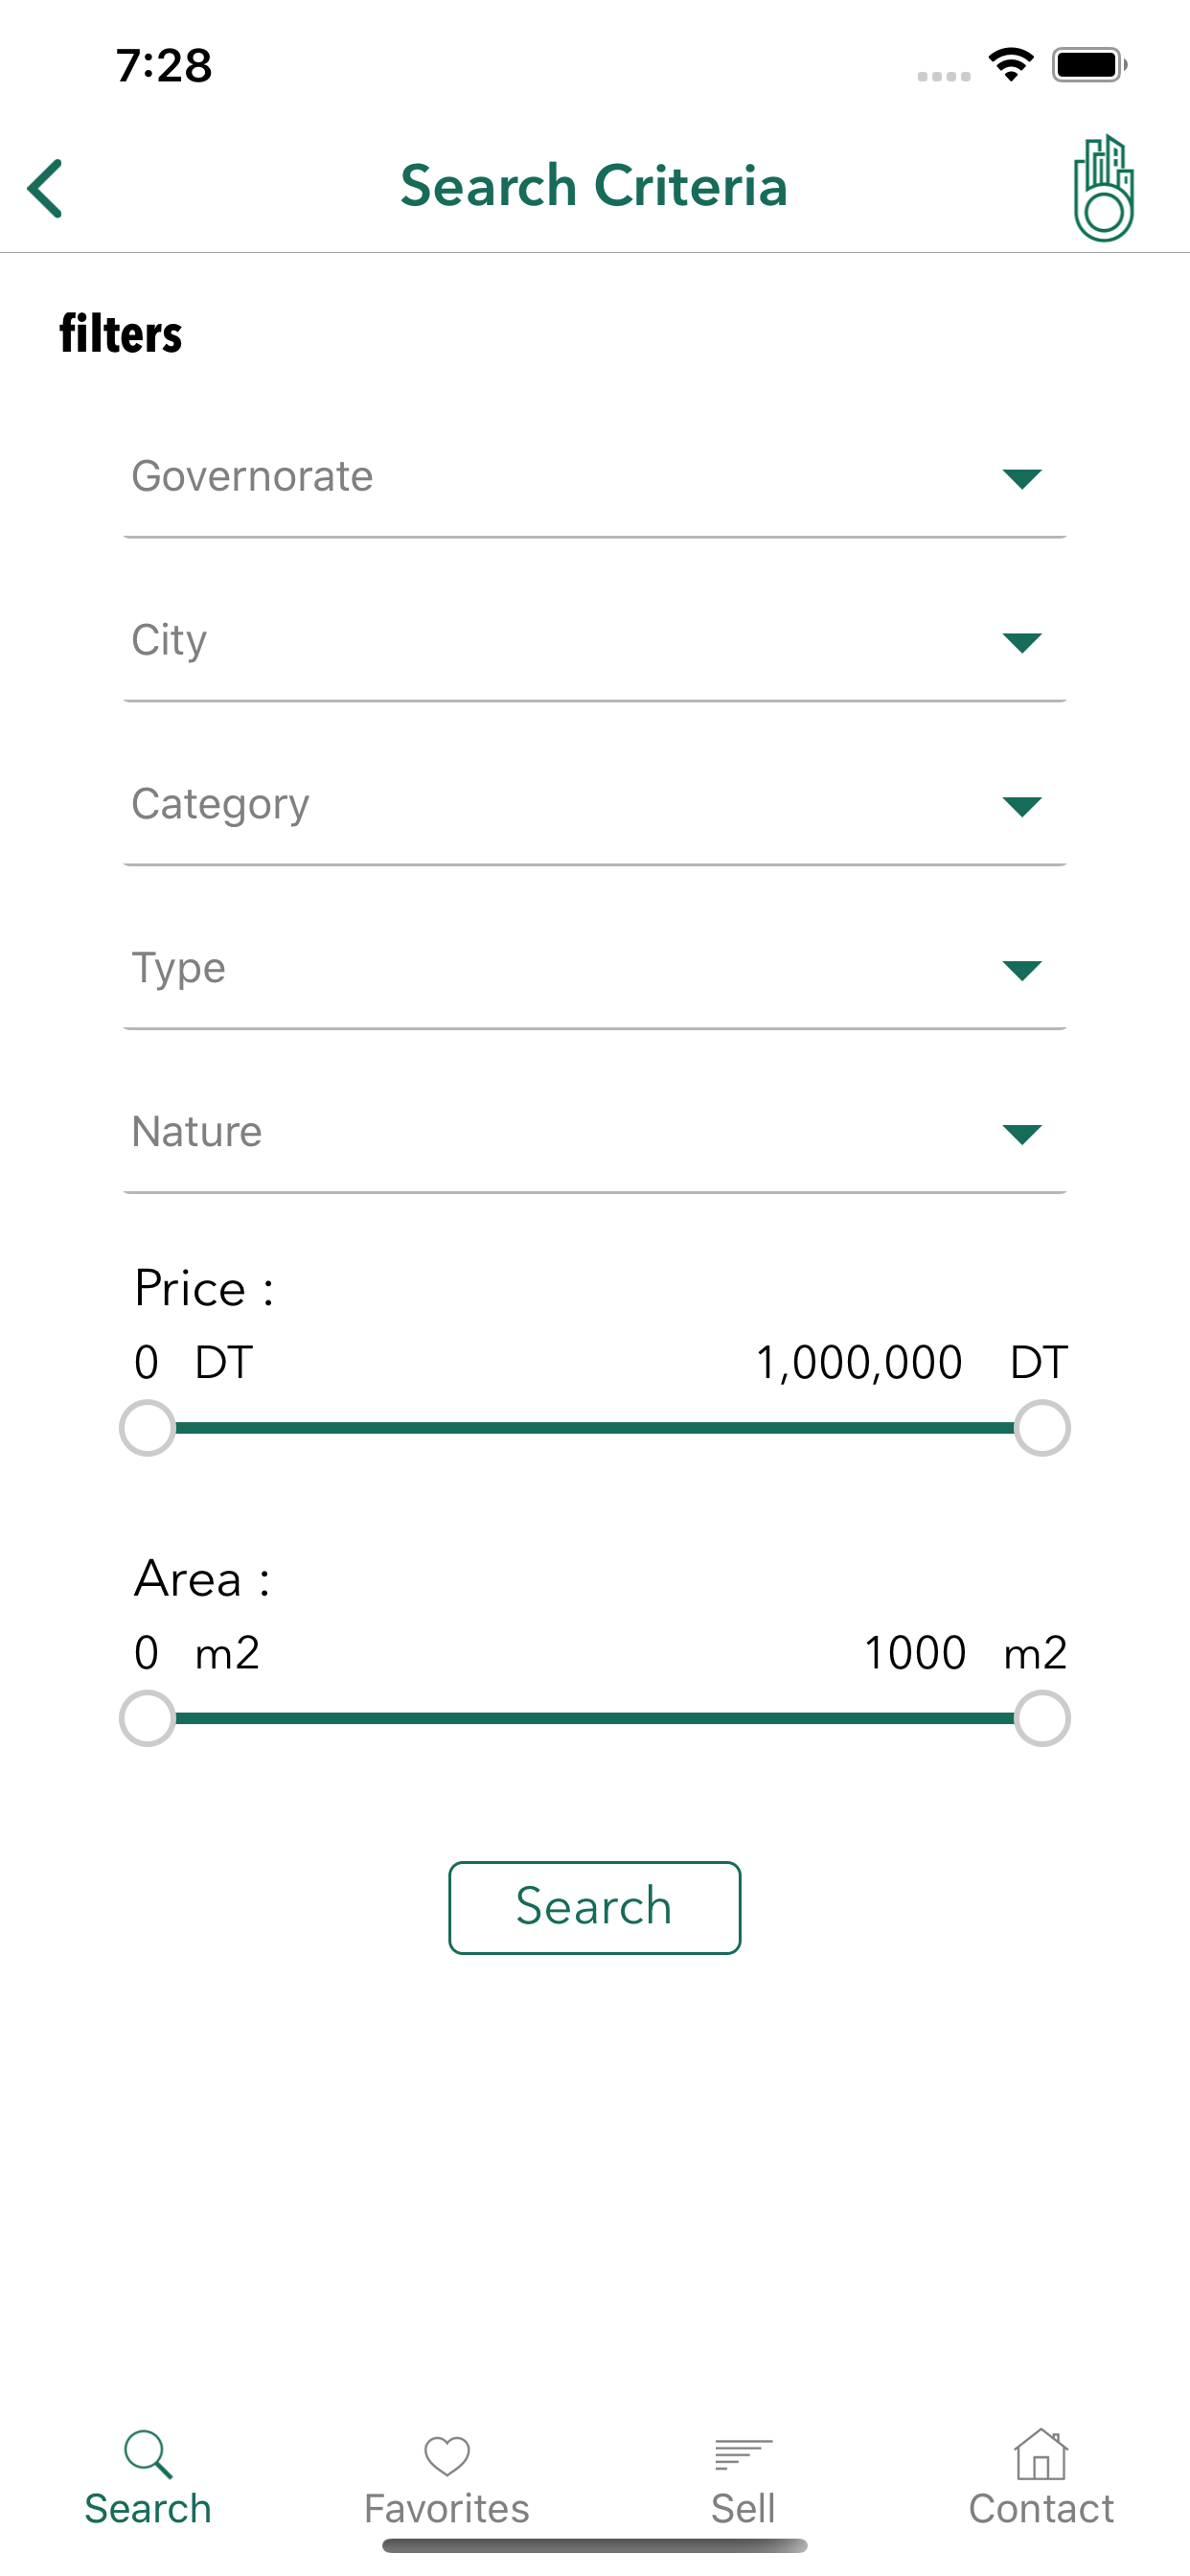 7:28
Search Criteria
filters
Governorate
City
Category
Type
Nature
Price :
0 DT 1,000,000 DT
Area :
0 m2 1000 m2
Search
Search Favorites Sell Contact